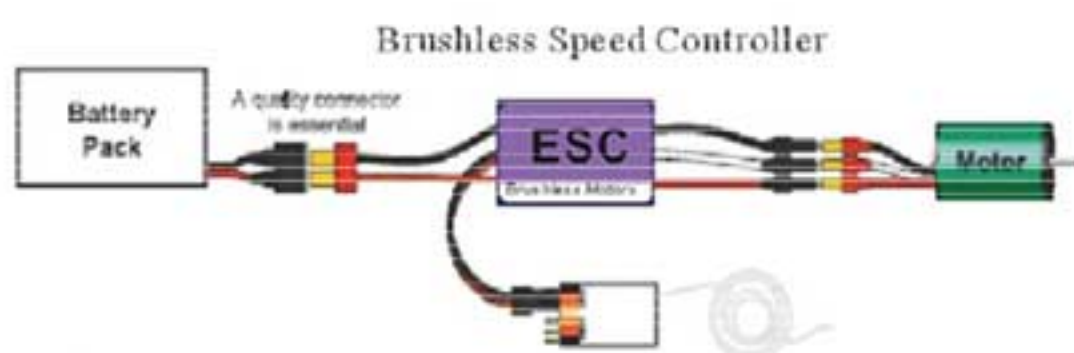 Brushless Speed Controller
Battery
Pack
A quality connector
is essential
ESC
Brushless Motors
Motor